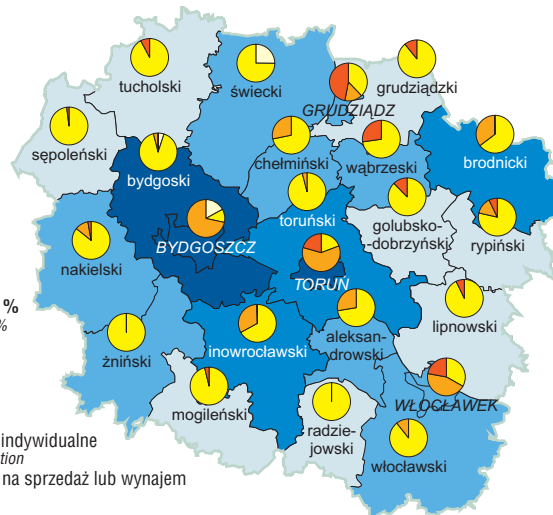 tucholski
świecki
grudziądzki
GRUDZIĄDZ
sępoleński
bydgoski
chełmiński
wąbrzeski
brodnicki
toruński
golubsko-
-dobrzyński
rypiński
nakielski
BYDGOSZCZ
TORUŃ
%
%
lipnowski
żniński
inowrocławski
aleksan-
drowski
mogileński
radzie-
jowski
WŁOCŁAWEK
włocławski
indywidualne
tion
na sprzedaż lub wynajem